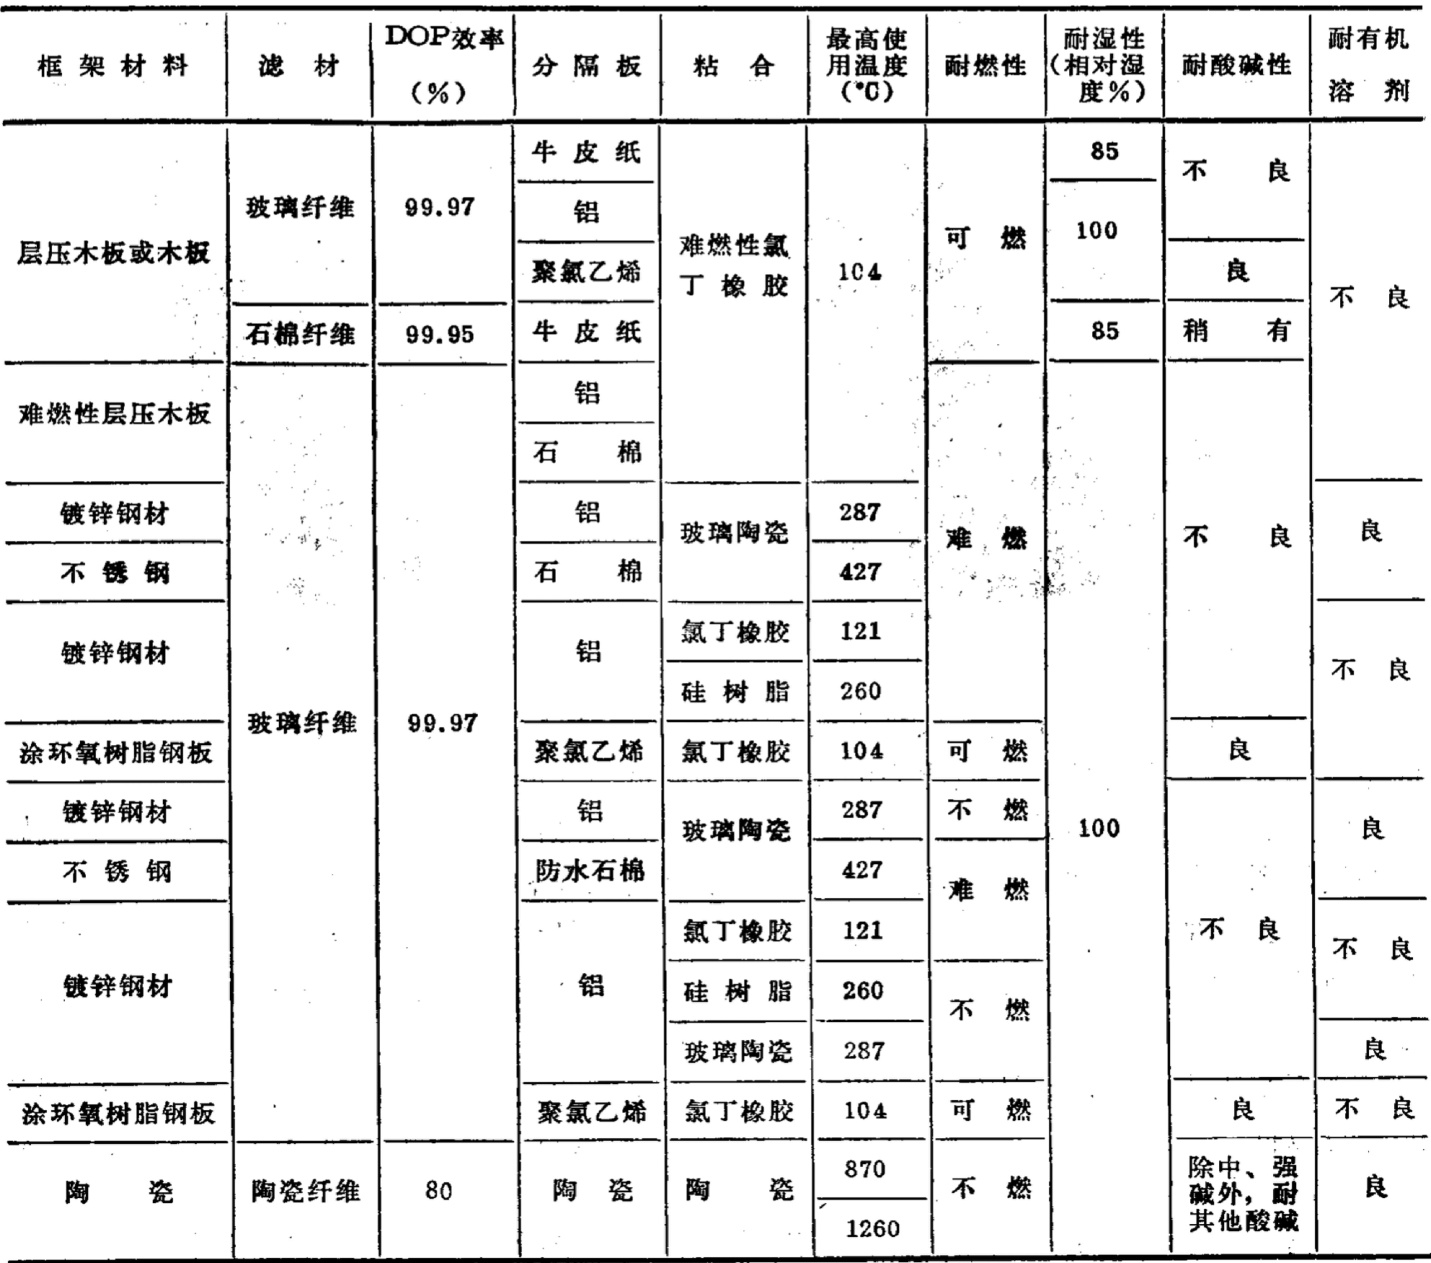 框架材料 滤材 DOP效率(%) 分隔板 粘合 最高使用温度(℃) 耐燃性 耐湿性(相对湿度%) 耐酸碱性 耐有机溶剂
层压木板或木板 玻璃纤维 99.97 牛皮纸 难燃性氯丁橡胶 104 可燃 85 不良 不良
铝 100
聚氯乙烯 良
石棉纤维 99.95 牛皮纸 85 稍有
难燃性层压木板 玻璃纤维 99.97 铝 难燃 100 不良
石棉
镀锌钢材 铝 玻璃陶瓷 287 良
不锈钢 石棉 427
镀锌钢材 铝 氯丁橡胶 121 不良
硅树脂 260
涂环氧树脂钢板 聚氯乙烯 氯丁橡胶 104 可燃 良
镀锌钢材 铝 玻璃陶瓷 287 不燃 不良 良
不锈钢 防水石棉 427 难燃
镀锌钢材 铝 氯丁橡胶 121 不良
硅树脂 260 不燃
玻璃陶瓷 287 良
涂环氧树脂钢板 聚氯乙烯 氯丁橡胶 104 可燃 良 不良
陶瓷 陶瓷纤维 80 陶瓷 陶瓷 870 不燃 除中、强碱外，耐其他酸碱 良
1260